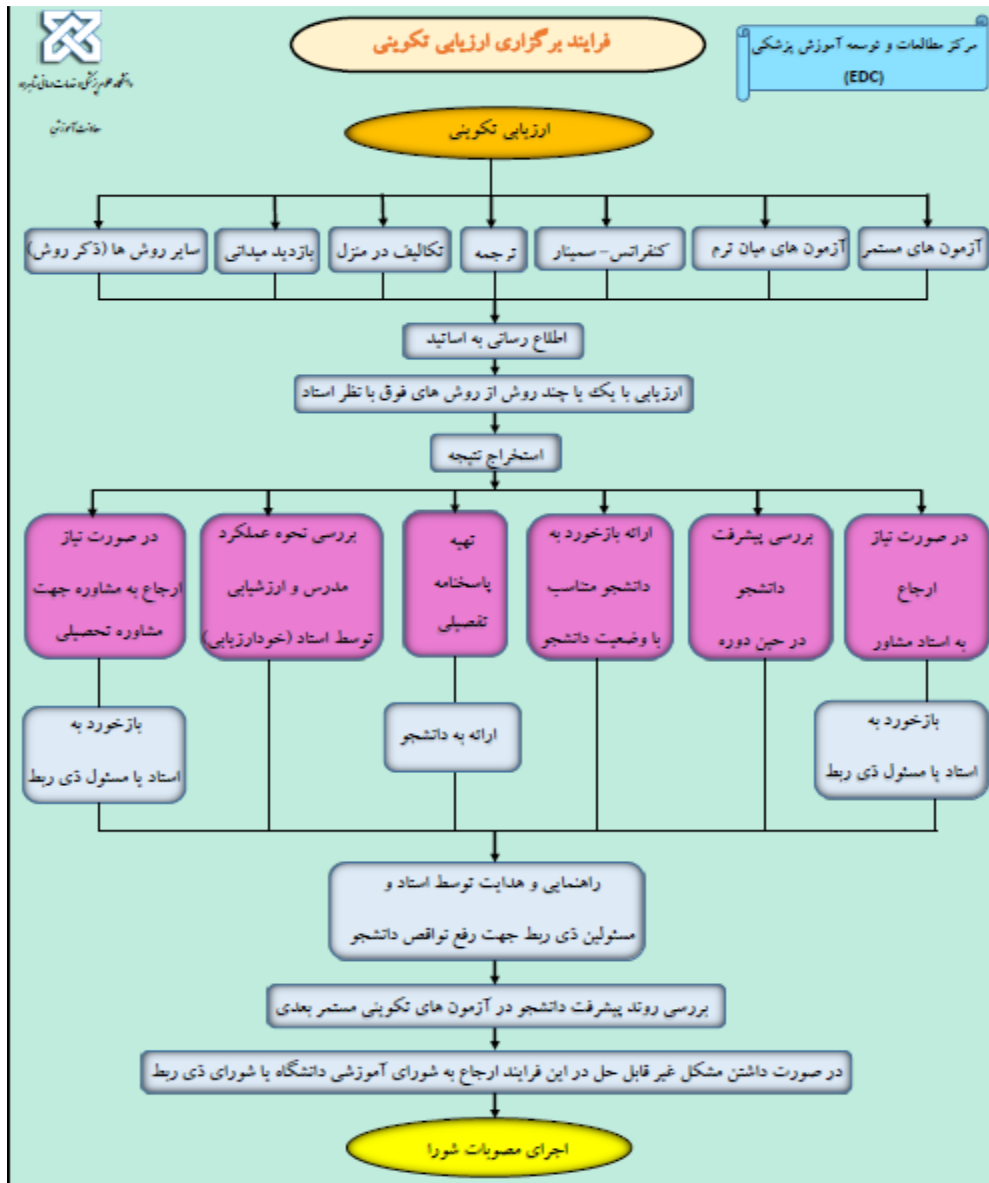 مرکز مطالعات و توسعه آموزش پزشکی
(EDC)
فرایند برگزاری ارزیابی تکوینی
دانشگاه علوم پزشکی و خدمات درمانی شاهرود
معاونت آموزشی
ارزیابی تکوینی
آزمون های مستمر
آزمون های میان ترم
کنفرانس- سمینار
ترجمه
تکالیف در منزل
بازدید میدانی
سایر روش ها (ذکر روش)
اطلاع رسانی به اساتید
ارزیابی با یک یا چند روش از روش های فوق با نظر استاد
استخراج نتیجه
در صورت نیاز
ارجاع
به استاد مشاور
بررسی پیشرفت
دانشجو
در حین دوره
ارائه بازخورد به
دانشجو متناسب
با وضعیت دانشجو
تهیه
پاسخنامه
تفصیلی
بررسی نحوه عملکرد
مدرس و ارزشیابی
توسط استاد (خودارزیابی)
در صورت نیاز
ارجاع به مشاوره جهت
مشاوره تحصیلی
بازخورد به
استاد یا مسئول ذی ربط
ارائه به دانشجو
بازخورد به
استاد یا مسئول ذی ربط
راهنمایی و هدایت توسط استاد و
مسئولین ذی ربط جهت رفع نواقص دانشجو
بررسی روند پیشرفت دانشجو در آزمون های تکوینی مستمر بعدی
در صورت داشتن مشکل غیر قابل حل در این فرایند ارجاع به شورای آموزشی دانشگاه یا شورای ذی ربط
اجرای مصوبات شورا